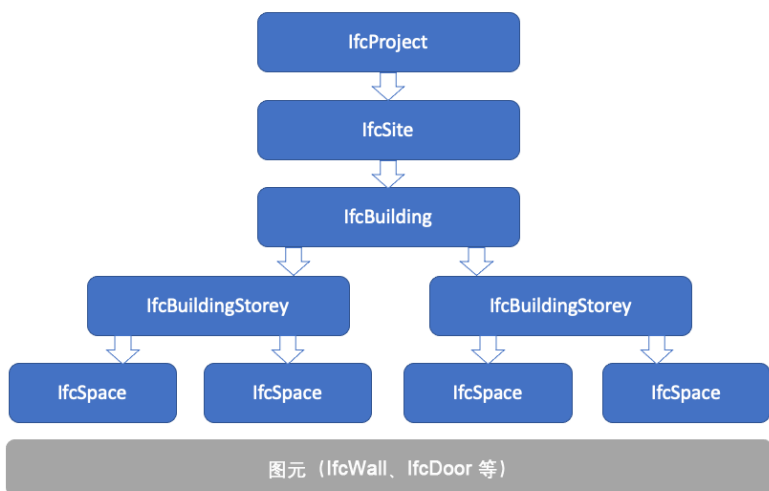 IfcProject
IfcSite
IfcBuilding
IfcBuildingStorey
IfcBuildingStorey
IfcSpace
IfcSpace
IfcSpace
IfcSpace
图元（IfcWall、IfcDoor 等）